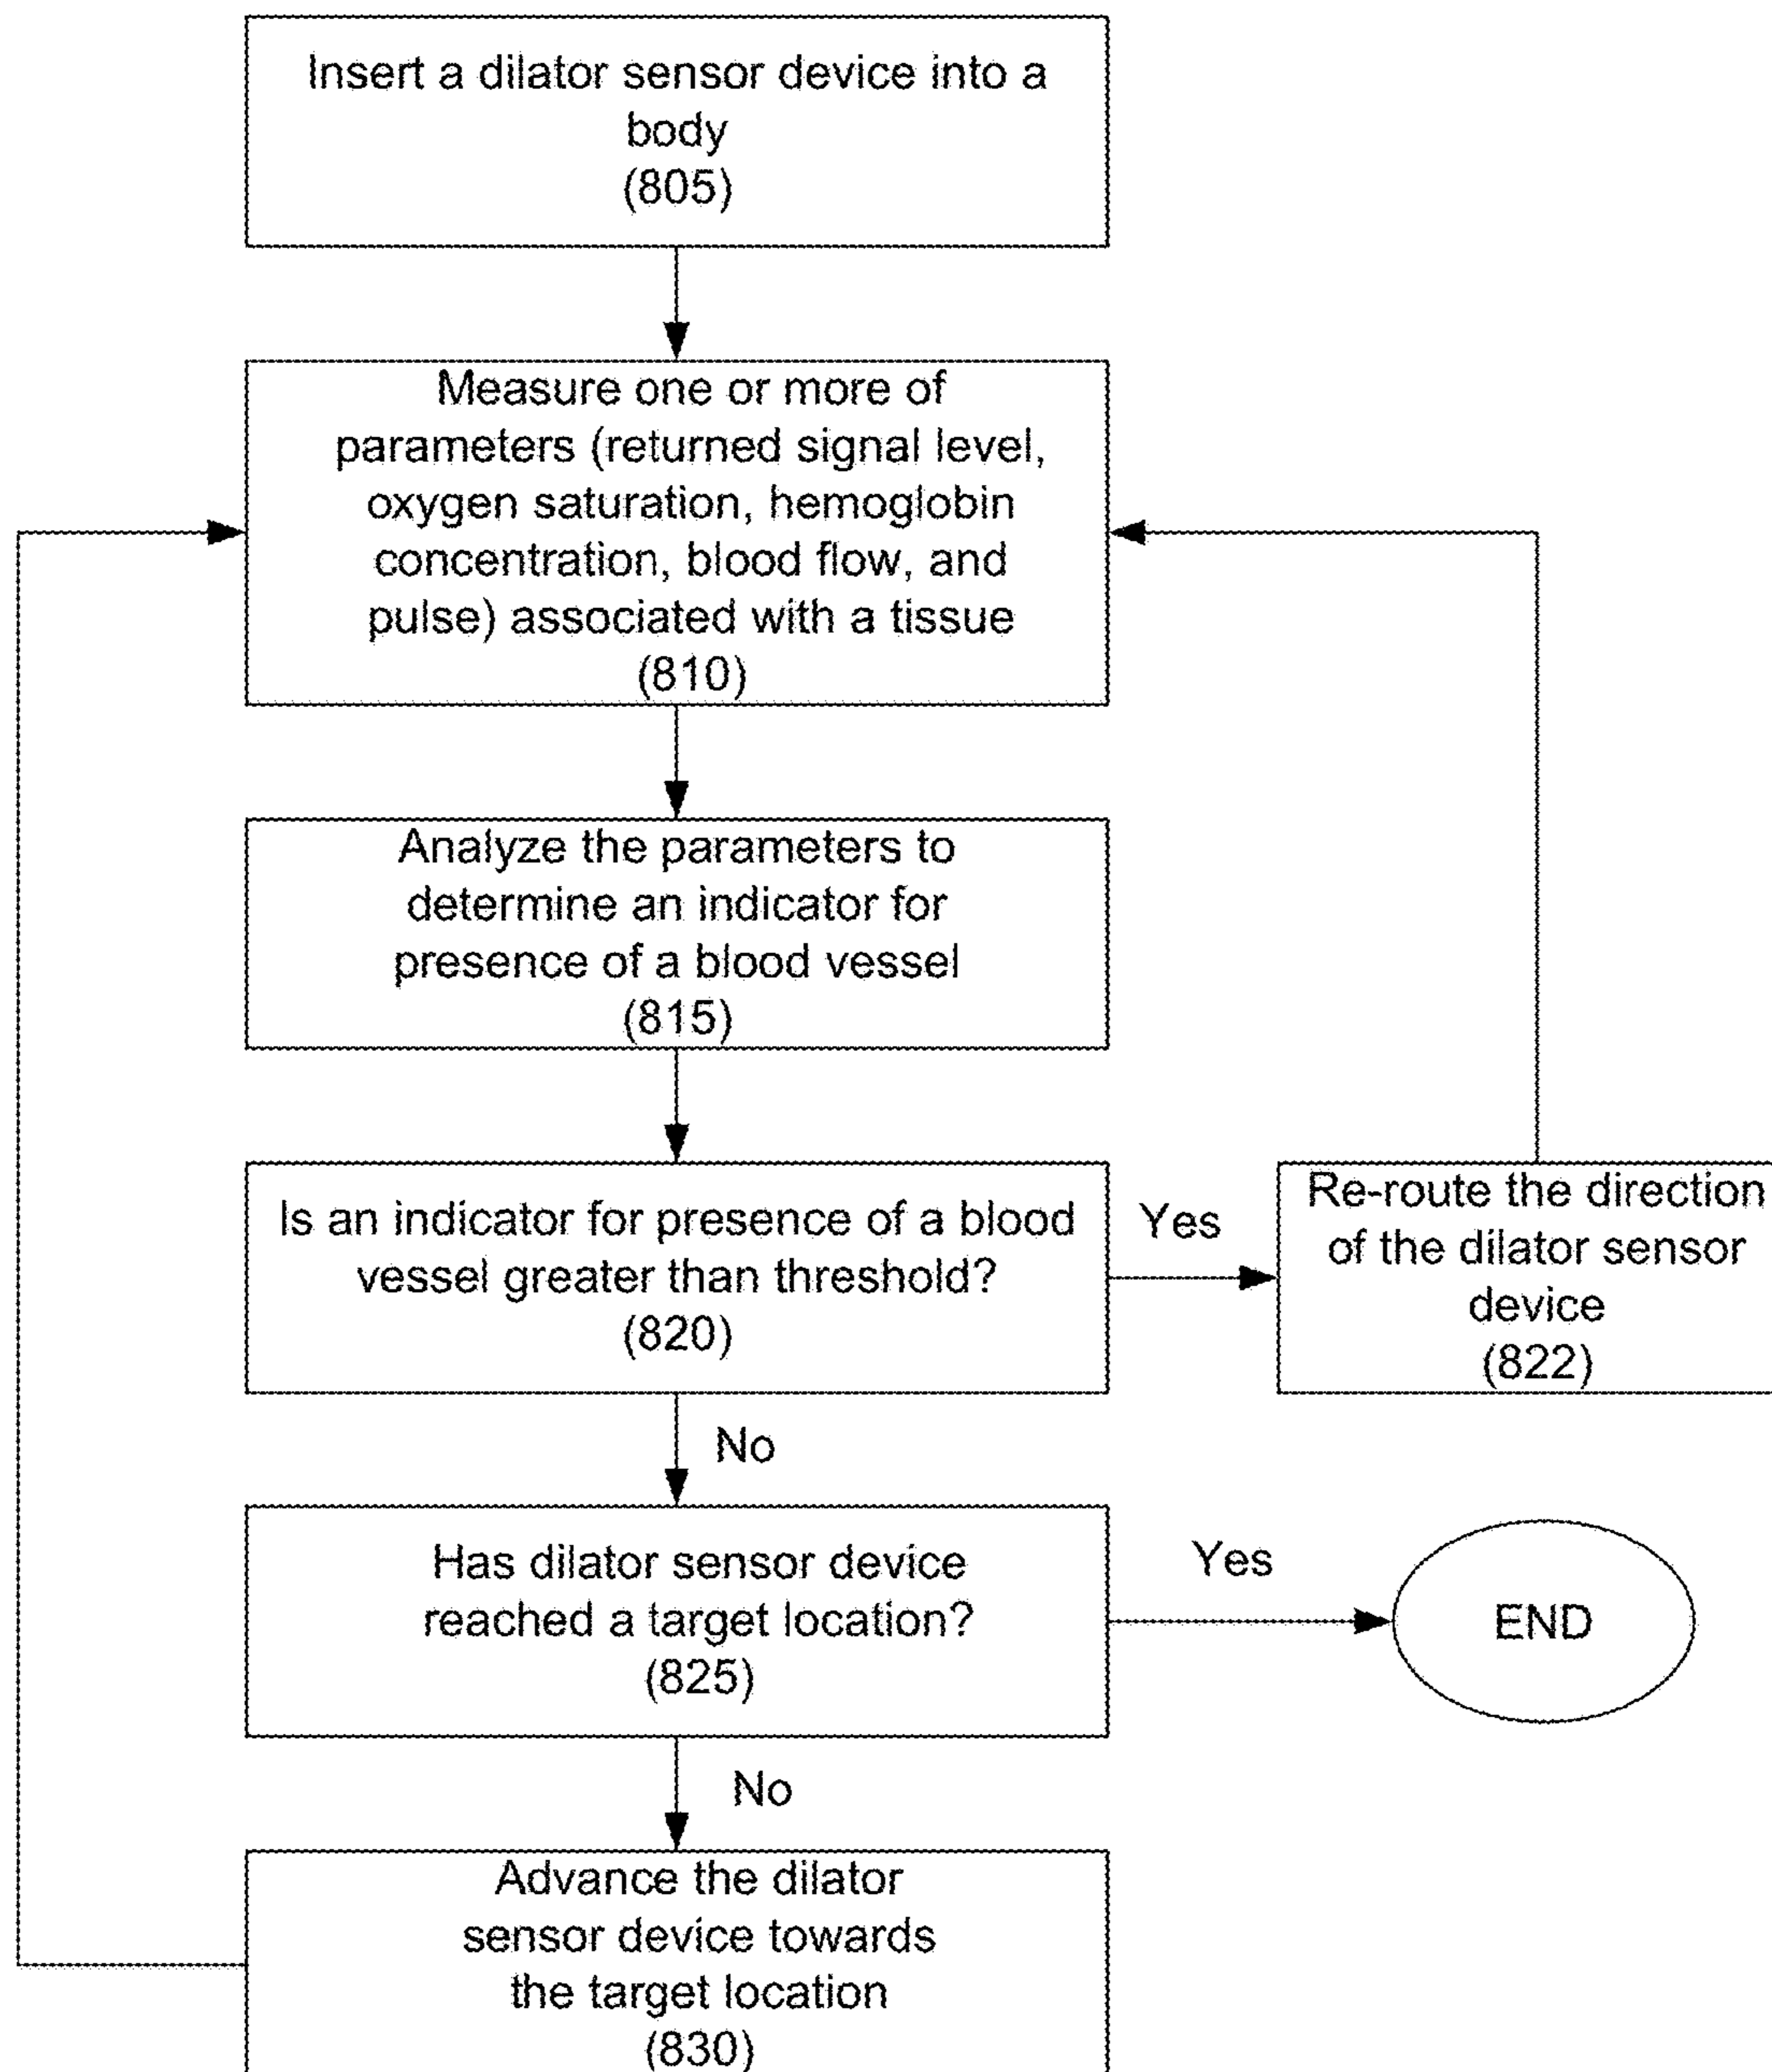 Insert a dilator sensor device into a
body
(805)
Measure one or more of
parameters (returned signal level,
oxygen saturation, hemoglobin
concentration, blood flow, and
pulse) associated with a tissue
(810)
Analyze the parameters to
determine an indicator for
presence of a blood vessel
(815)
Is an indicator for presence of a blood
vessel greater than threshold?
(820)
Yes
Re-route the direction
of the dilator sensor
device
(822)
No
Has dilator sensor device
reached a target location?
(825)
Yes
END
No
Advance the dilator
sensor device towards
the target location
(830)